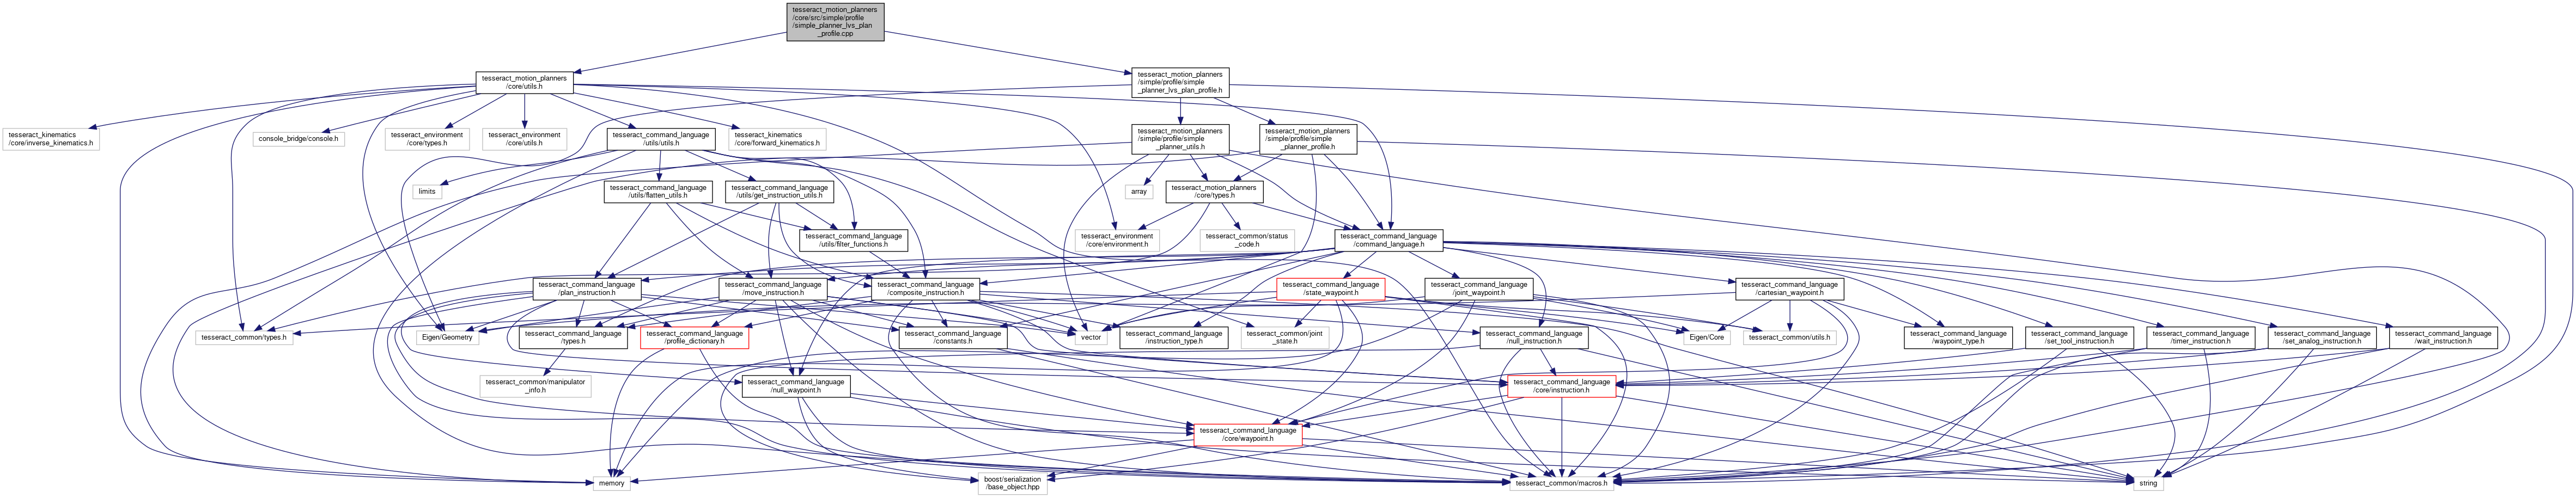 tesseract_motion_planners
/core/src/simple/profile
/simple_planner_lvs_plan
_profile.cpp
tesseract_motion_planners
/core/utils.h
tesseract_motion_planners
/simple/profile/simple
_planner_lvs_plan_profile.h
tesseract_kinematics
/core/inverse_kinematics.h
console_bridge/console.h
tesseract_environment
/core/types.h
tesseract_environment
/core/utils.h
tesseract_command_language
/utils/utils.h
tesseract_kinematics
/core/forward_kinematics.h
tesseract_motion_planners
/simple/profile/simple
_planner_utils.h
tesseract_motion_planners
/simple/profile/simple
_planner_profile.h
limits
tesseract_command_language
/utils/flatten_utils.h
tesseract_command_language
/utils/get_instruction_utils.h
array
tesseract_motion_planners
/core/types.h
tesseract_command_language
/utils/filter_functions.h
tesseract_environment
/core/environment.h
tesseract_common/status
_code.h
tesseract_command_language
/command_language.h
tesseract_command_language
/plan_instruction.h
tesseract_command_language
/move_instruction.h
tesseract_command_language
/composite_instruction.h
tesseract_command_language
/state_waypoint.h
tesseract_command_language
/joint_waypoint.h
tesseract_command_language
/cartesian_waypoint.h
tesseract_common/types.h
Eigen/Geometry
tesseract_command_language
/types.h
tesseract_command_language
/profile_dictionary.h
tesseract_command_language
/constants.h
vector
tesseract_command_language
/instruction_type.h
tesseract_common/joint
_state.h
tesseract_command_language
/null_instruction.h
Eigen/Core
tesseract_common/utils.h
tesseract_command_language
/waypoint_type.h
tesseract_command_language
/set_tool_instruction.h
tesseract_command_language
/timer_instruction.h
tesseract_command_language
/set_analog_instruction.h
tesseract_command_language
/wait_instruction.h
tesseract_common/manipulator
_info.h
tesseract_command_language
/null_waypoint.h
tesseract_command_language
/core/instruction.h
tesseract_command_language
/core/waypoint.h
memory
boost/serialization
/base_object.hpp
tesseract_common/macros.h
string